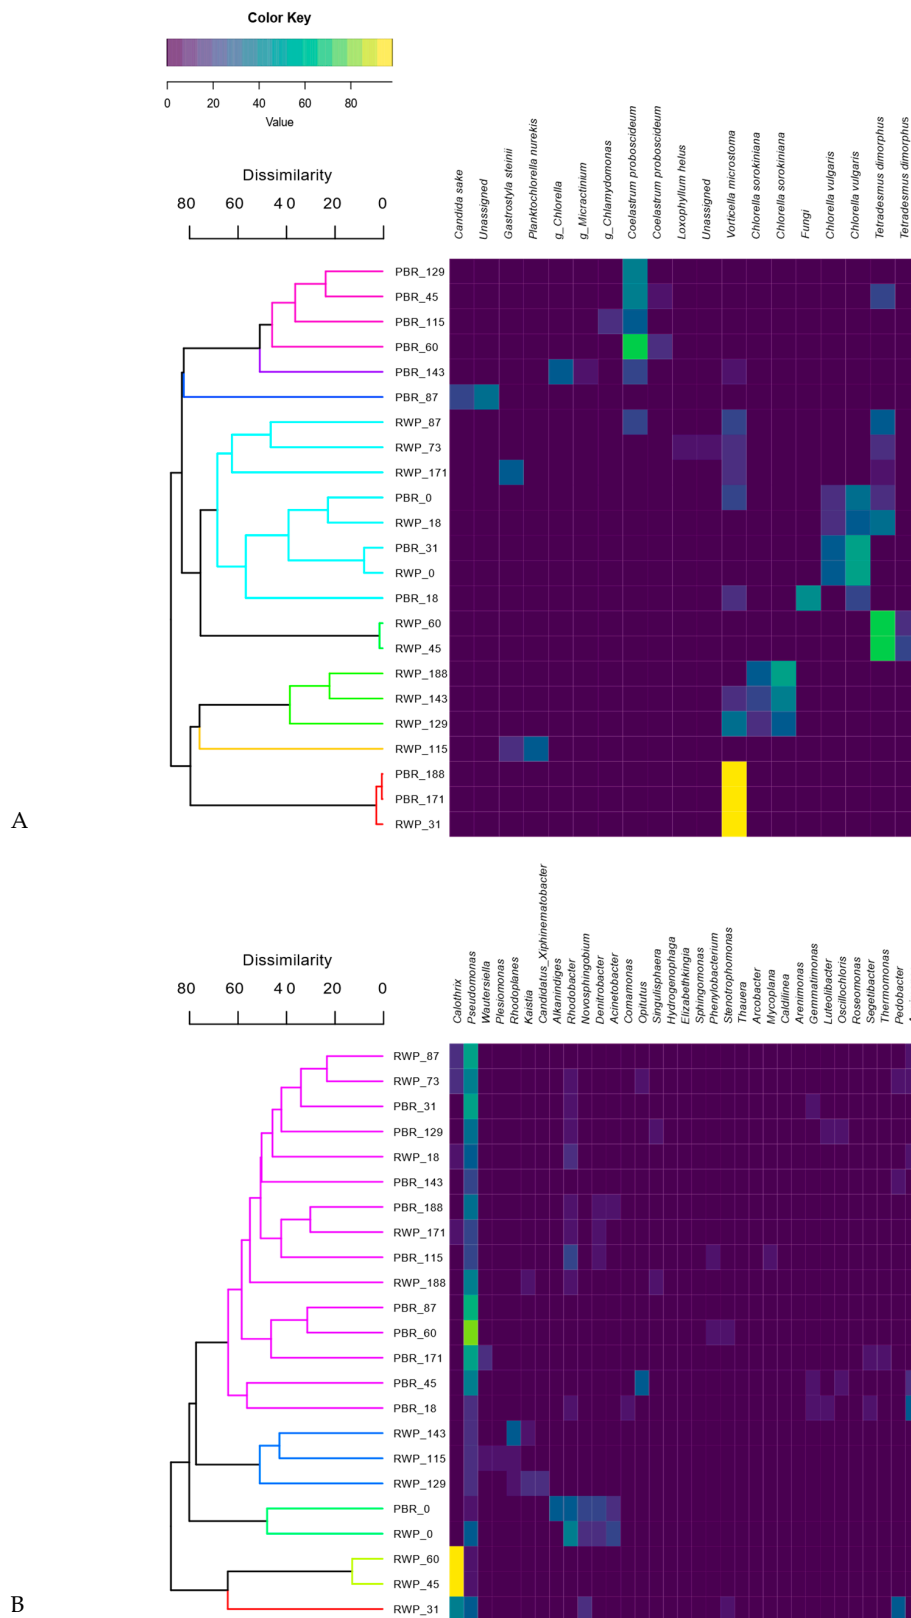 Color Key
0 20 40 60 80
Value
Dissimilarity
80 60 40 20 0
Candida sake
Unassigned
Gastrostyla steinii
Planktochlorella nurekis
g_Chlorella
g_Micractinium
g_Chlamydomonas
Coelastrum proboscideum
Coelastrum proboscideum
Loxophyllum helus
Unassigned
Vorticella microstoma
Chlorella sorokiniana
Chlorella sorokiniana
Fungi
Chlorella vulgaris
Chlorella vulgaris
Tetradesmus dimorphus
Tetradesmus dimorphus
PBR_129
PBR_45
PBR_115
PBR_60
PBR_143
PBR_87
RWP_87
RWP_73
RWP_171
PBR_0
RWP_18
PBR_31
RWP_0
PBR_18
RWP_60
RWP_45
RWP_188
RWP_143
RWP_129
RWP_115
PBR_188
PBR_171
RWP_31
A
Dissimilarity
80 60 40 20 0
Calothrix
Pseudomonas
Wautersiella
Plesiomonas
Rhodoplanes
Kaistia
Candidatus_Xiphinematobacter
Alkanindiges
Rhodobacter
Novosphingobium
Denitrobacter
Acinetobacter
Comamonas
Opitutus
Singulisphaera
Hydrogenophaga
Elizabethkingia
Sphingomonas
Phenylobacterium
Stenotrophomonas
Thauera
Arcobacter
Mycoplana
Caldilinea
Arenimonas
Gemmatimonas
Luteolibacter
Oscillochloris
Roseomonas
Segetibacter
Thermomonas
Pedobacter
RWP_87
RWP_73
PBR_31
PBR_129
RWP_18
PBR_143
PBR_188
RWP_171
PBR_115
RWP_188
PBR_87
PBR_60
PBR_171
PBR_45
PBR_18
RWP_143
RWP_115
RWP_129
PBR_0
RWP_0
RWP_60
RWP_45
RWP_31
B